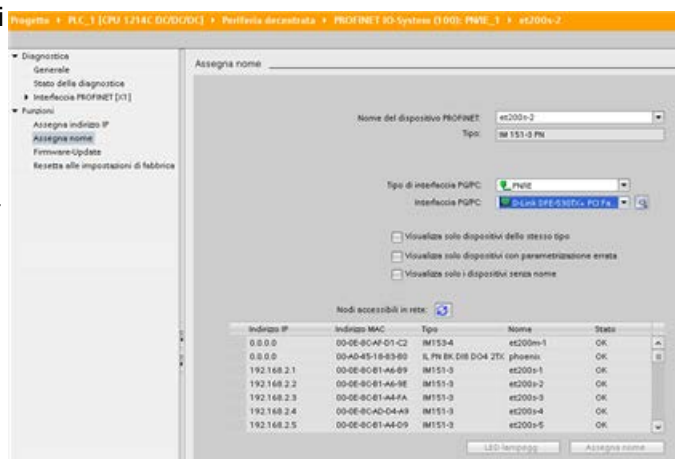 i
Progetto ▸ PLC_1 [CPU 1214C DC/DC/DC] ▸ Periferia decentrata ▸ PROFINET IO-System (100): PN/IE_1 ▸ et200s-2
Diagnostica
Generale
Stato della diagnostica
Interfaccia PROFINET [X1]
Funzioni
Assegna indirizzo IP
Assegna nome
Firmware-Update
Resetta alle impostazioni di fabbrica
Assegna nome
Nome del dispositivo PROFINET: et200s-2
Tipo: IM 151-3 PN
Tipo di interfaccia PG/PC: PN/IE
Interfaccia PG/PC: D-Link DFE-530TX+ PCI Fa...
Visualizza solo dispositivi dello stesso tipo
Visualizza solo dispositivi con parametrizzazione errata
Visualizza solo i dispositivi senza nome
Nodi accessibili in rete:
Indirizzo IP Indirizzo MAC Tipo Nome Stato
0.0.0.0 00-0E-8C-AF-D1-C2 IM153-4 et200m-1 OK
0.0.0.0 00-A0-45-18-83-80 IL PN BK DI8 DO4 2TX phoenix OK
192.168.2.1 00-0E-8C-81-A6-89 IM151-3 et200s-1 OK
192.168.2.2 00-0E-8C-81-A6-9E IM151-3 et200s-2 OK
192.168.2.3 00-0E-8C-81-A4-FA IM151-3 et200s-3 OK
192.168.2.4 00-0E-8C-AD-D4-A9 IM151-3 et200s-4 OK
192.168.2.5 00-0E-8C-81-A4-D9 IM151-3 et200s-5 OK
LED lampegg Assegna nome